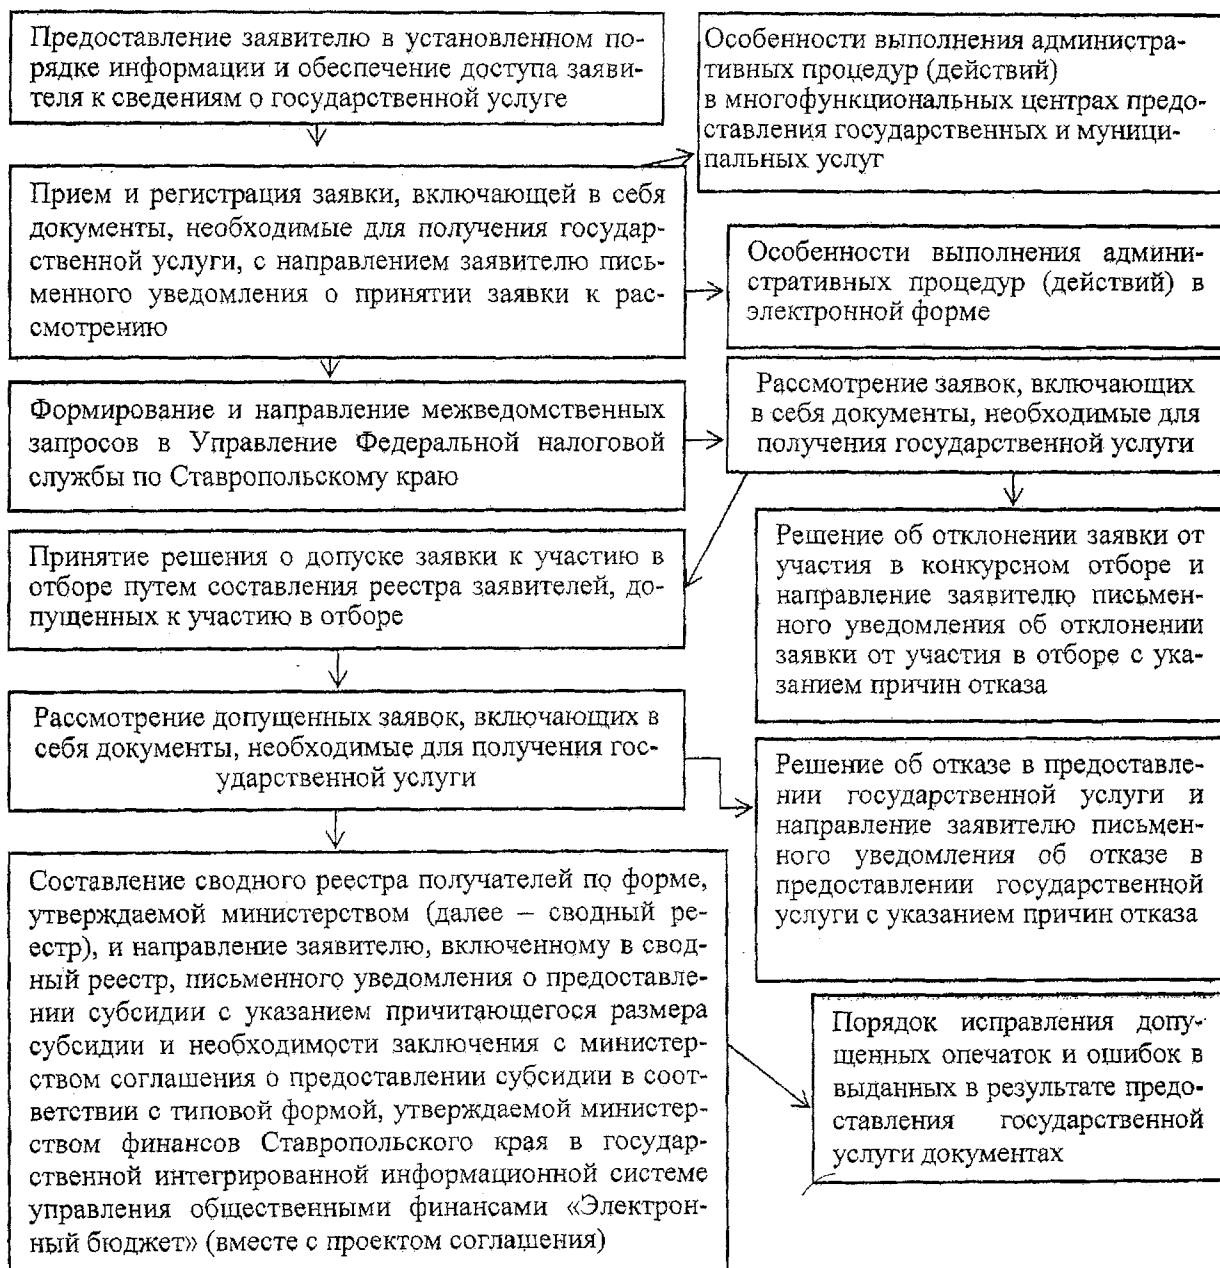 Предоставление заявителю в установленном по-
рядке информации и обеспечение доступа заяви-
теля к сведениям о государственной услуге
Особенности выполнения администра-
тивных процедур (действий)
в многофункциональных центрах предо-
ставления государственных и муници-
пальных услуг
Прием и регистрация заявки, включающей в себя
документы, необходимые для получения государ-
ственной услуги, с направлением заявителю пись-
менного уведомления о принятии заявки к рас-
смотрению
Особенности выполнения админи-
стративных процедур (действий) в
электронной форме
Формирование и направление межведомственных
запросов в Управление Федеральной налоговой
службы по Ставропольскому краю
Рассмотрение заявок, включающих
в себя документы, необходимые для
получения государственной услуги
Принятие решения о допуске заявки к участию в
отборе путем составления реестра заявителей, до-
пущенных к участию в отборе
Решение об отклонении заявки от
участия в конкурсном отборе и
направление заявителю письмен-
ного уведомления об отклонении
заявки от участия в отборе с ука-
занием причин отказа
Рассмотрение допущенных заявок, включающих в
себя документы, необходимые для получения гос-
ударственной услуги
Решение об отказе в предоставле-
нии государственной услуги и
направление заявителю письмен-
ного уведомления об отказе в
предоставлении государственной
услуги с указанием причин отказа
Составление сводного реестра получателей по форме,
утверждаемой министерством (далее – сводный ре-
естр), и направление заявителю, включенному в свод-
ный реестр, письменного уведомления о предоставле-
нии субсидии с указанием причитающегося размера
субсидии и необходимости заключения с министер-
ством соглашения о предоставлении субсидии в соот-
ветствии с типовой формой, утверждаемой министер-
ством финансов Ставропольского края в государ-
ственной интегрированной информационной системе
управления общественными финансами «Электрон-
ный бюджет» (вместе с проектом соглашения)
Порядок исправления допу-
щенных опечаток и ошибок в
выданных в результате предо-
ставления государственной
услуги документах